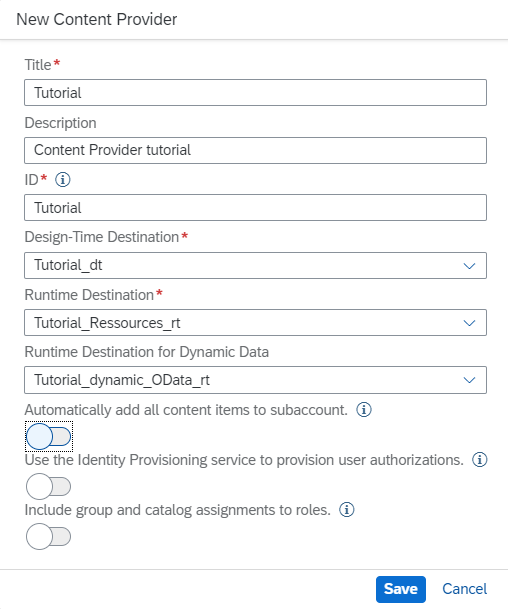 New Content Provider
Title*
Tutorial
Description
Content Provider tutorial
ID*
Tutorial
Design-Time Destination*
Tutorial_dt
Runtime Destination*
Tutorial_Ressources_rt
Runtime Destination for Dynamic Data
Tutorial_dynamic_OData_rt
Automatically add all content items to subaccount.
Use the Identity Provisioning service to provision user authorizations.
Include group and catalog assignments to roles.
Save Cancel